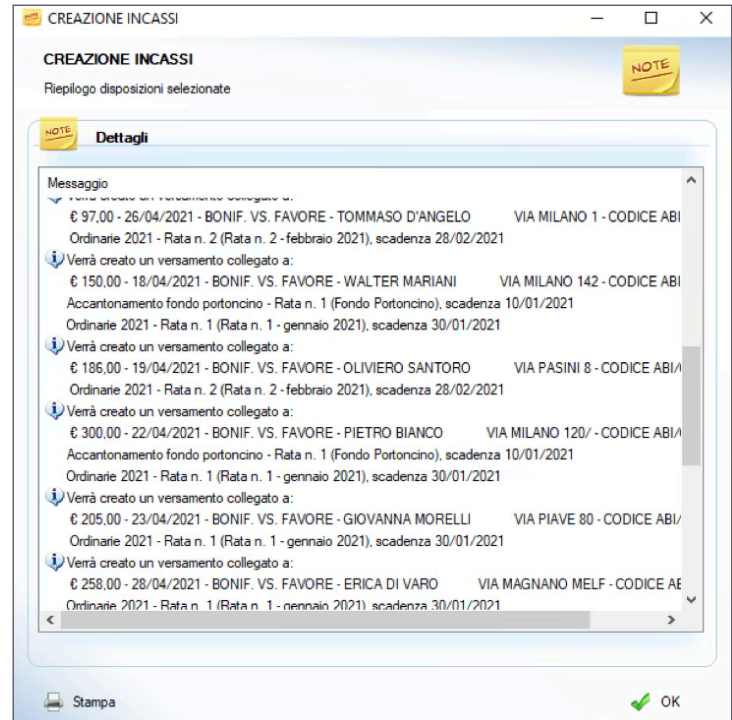 CREAZIONE INCASSI
CREAZIONE INCASSI
Riepilogo disposizioni selezionate
NOTE
NOTE
Dettagli
Messaggio
Verrà creato un versamento collegato a:
€ 97,00 - 26/04/2021 - BONIF. VS. FAVORE - TOMMASO D'ANGELO VIA MILANO 1 - CODICE ABI
Ordinarie 2021 - Rata n. 2 (Rata n. 2 - febbraio 2021), scadenza 28/02/2021
Verrà creato un versamento collegato a:
€ 150,00 - 18/04/2021 - BONIF. VS. FAVORE - WALTER MARIANI VIA MILANO 142 - CODICE ABI
Accantonamento fondo portoncino - Rata n. 1 (Fondo Portoncino), scadenza 10/01/2021
Ordinarie 2021 - Rata n. 1 (Rata n. 1 - gennaio 2021), scadenza 30/01/2021
Verrà creato un versamento collegato a:
€ 186,00 - 19/04/2021 - BONIF. VS. FAVORE - OLIVIERO SANTORO VIA PASINI 8 - CODICE ABI/
Ordinarie 2021 - Rata n. 2 (Rata n. 2 - febbraio 2021), scadenza 28/02/2021
Verrà creato un versamento collegato a:
€ 300,00 - 22/04/2021 - BONIF. VS. FAVORE - PIETRO BIANCO VIA MILANO 120/ - CODICE ABI/
Accantonamento fondo portoncino - Rata n. 1 (Fondo Portoncino), scadenza 10/01/2021
Ordinarie 2021 - Rata n. 1 (Rata n. 1 - gennaio 2021), scadenza 30/01/2021
Verrà creato un versamento collegato a:
€ 205,00 - 23/04/2021 - BONIF. VS. FAVORE - GIOVANNA MORELLI VIA PIAVE 80 - CODICE ABI/
Ordinarie 2021 - Rata n. 1 (Rata n. 1 - gennaio 2021), scadenza 30/01/2021
Verrà creato un versamento collegato a:
€ 258,00 - 28/04/2021 - BONIF. VS. FAVORE - ERICA DI VARO VIA MAGNANO MELF - CODICE AB
Ordinarie 2021 - Rata n. 1 (Rata n. 1 - gennaio 2021), scadenza 30/01/2021
Stampa
OK